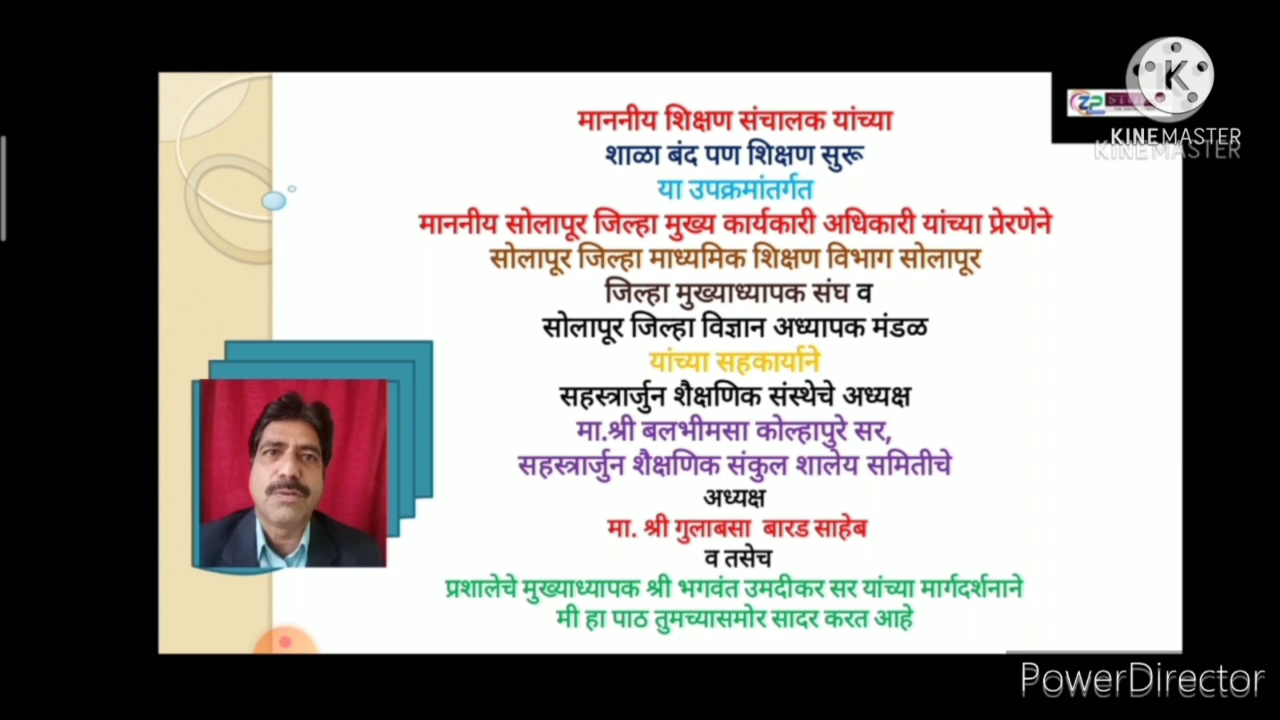 माननीय शिक्षण संचालक यांच्या
शाळा बंद पण शिक्षण सुरू
या उपक्रमांतर्गत
माननीय सोलापूर जिल्हा मुख्य कार्यकारी अधिकारी यांच्या प्रेरणेने
सोलापूर जिल्हा माध्यमिक शिक्षण विभाग सोलापूर
जिल्हा मुख्याध्यापक संघ व
सोलापूर जिल्हा विज्ञान अध्यापक मंडळ
यांच्या सहकार्याने
सहस्त्रार्जुन शैक्षणिक संस्थेचे अध्यक्ष
मा.श्री बलभीमसा कोल्हापुरे सर,
सहस्त्रार्जुन शैक्षणिक संकुल शालेय समितीचे
अध्यक्ष
मा. श्री गुलाबसा बारड साहेब
व तसेच
प्रशालेचे मुख्याध्यापक श्री भगवंत उमदीकर सर यांच्या मार्गदर्शनाने
मी हा पाठ तुमच्यासमोर सादर करत आहे
ZP
K
KINEMASTER
KINEMASTER
PowerDirector